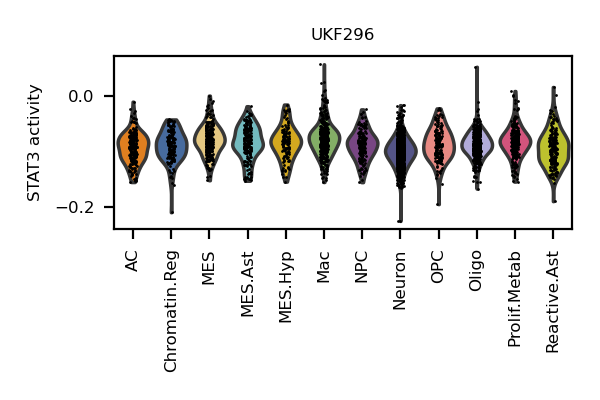 UKF296
STAT3 activity
0.0
−0.2
AC
Chromatin.Reg
MES
MES.Ast
MES.Hyp
Mac
NPC
Neuron
OPC
Oligo
Prolif.Metab
Reactive.Ast